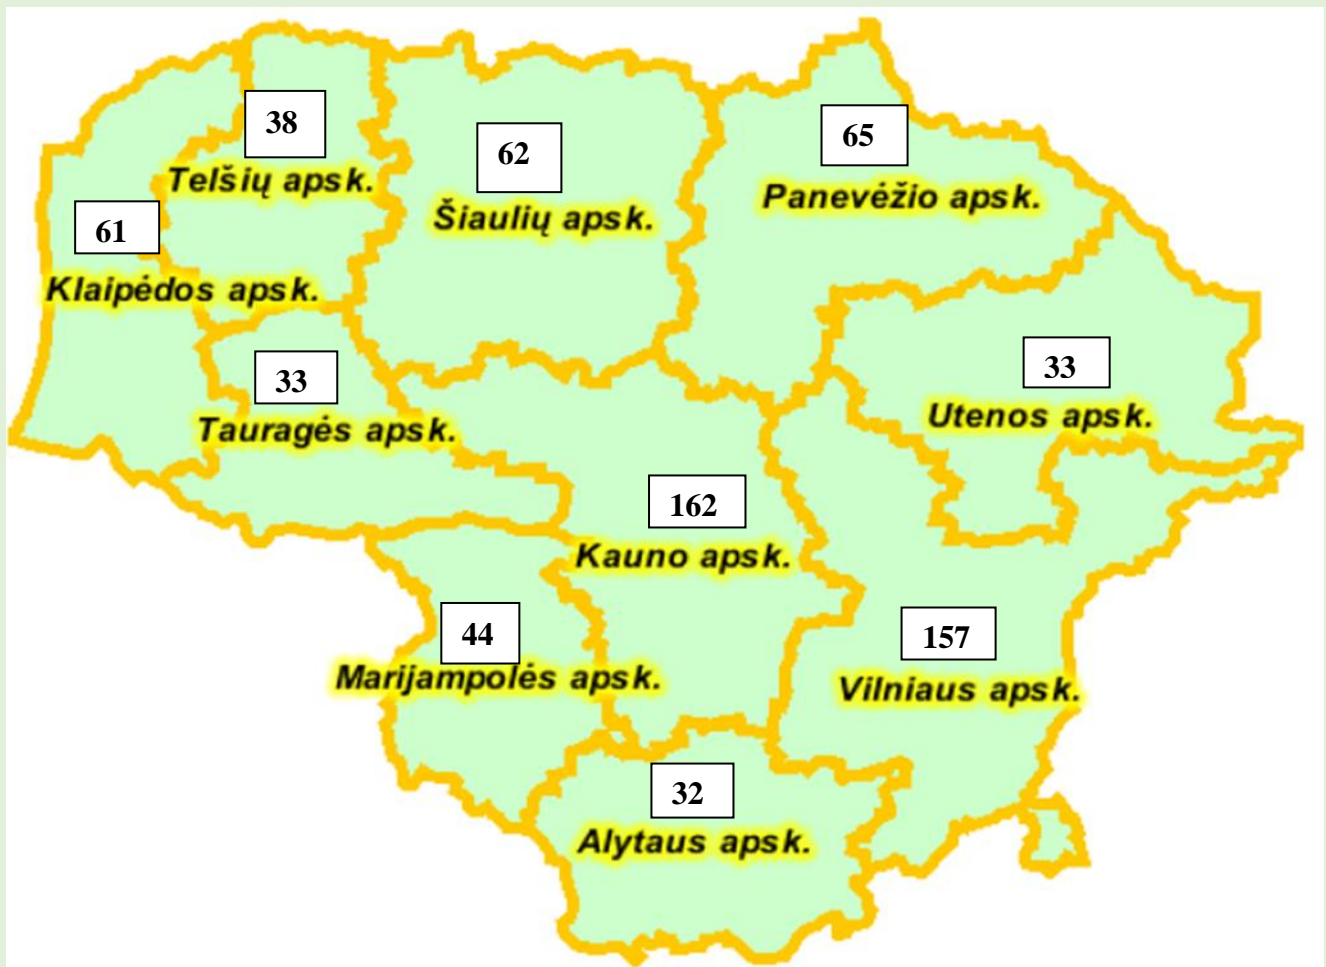 38
Telšių apsk.
62
Šiaulių apsk.
65
Panevėžio apsk.
61
Klaipėdos apsk.
33
Tauragės apsk.
33
Utenos apsk.
162
Kauno apsk.
44
Marijampolės apsk.
157
Vilniaus apsk.
32
Alytaus apsk.